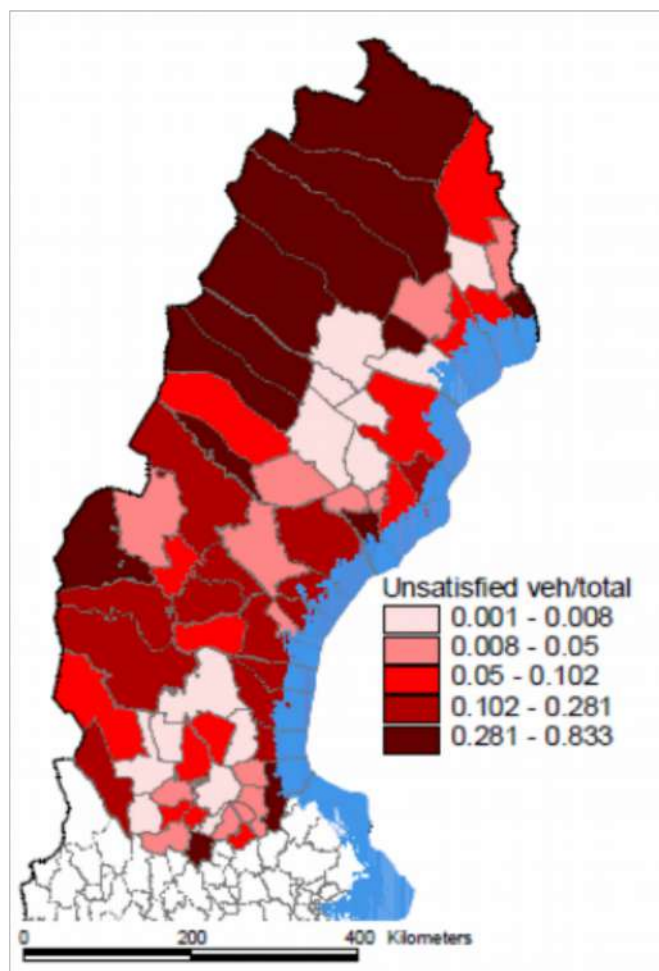 Unsatisfied veh/total
0.001 - 0.008
0.008 - 0.05
0.05 - 0.102
0.102 - 0.281
0.281 - 0.833
0 200 400 Kilometers